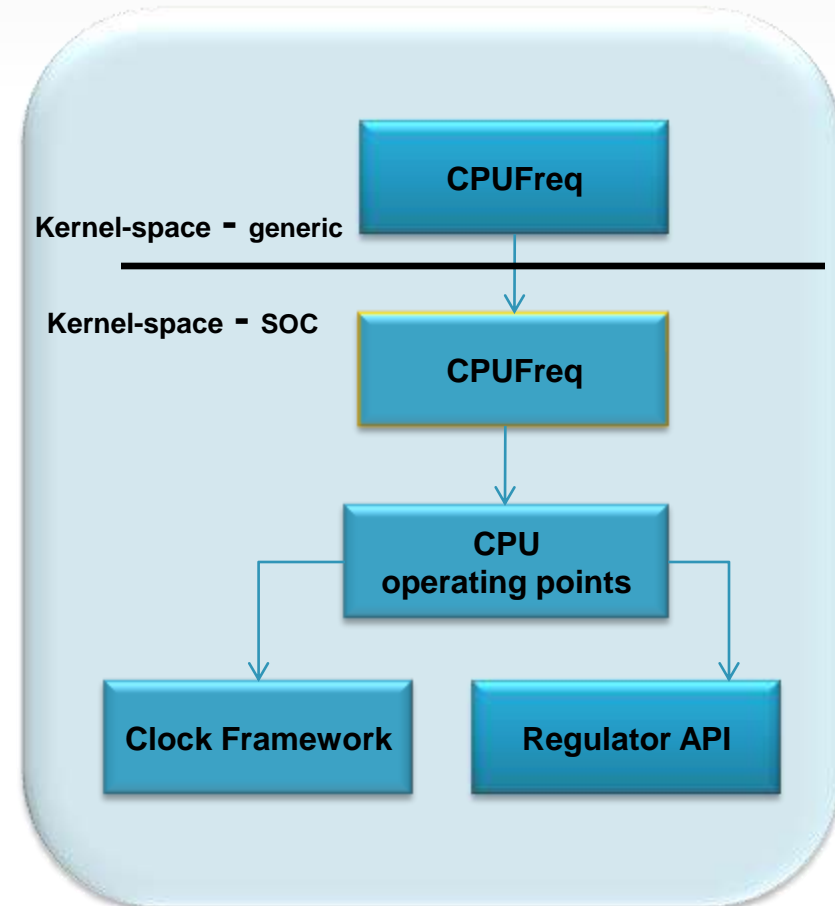 CPUFreq
Kernel-space - generic
Kernel-space - SOC
CPUFreq
CPU
operating points
Clock Framework
Regulator API